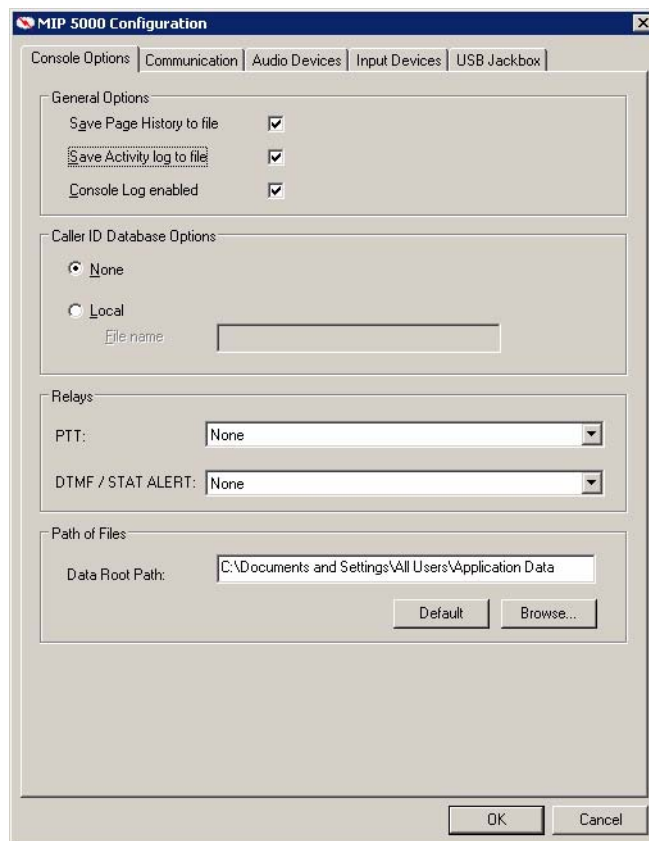 MIP 5000 Configuration
Console Options Communication Audio Devices Input Devices USB Jackbox
General Options
Save Page History to file
Save Activity log to file
Console Log enabled
Caller ID Database Options
None
Local
File name
Relays
PTT: None
DTMF / STAT ALERT: None
Path of Files
Data Root Path: C:\Documents and Settings\All Users\Application Data
Default Browse...
OK Cancel